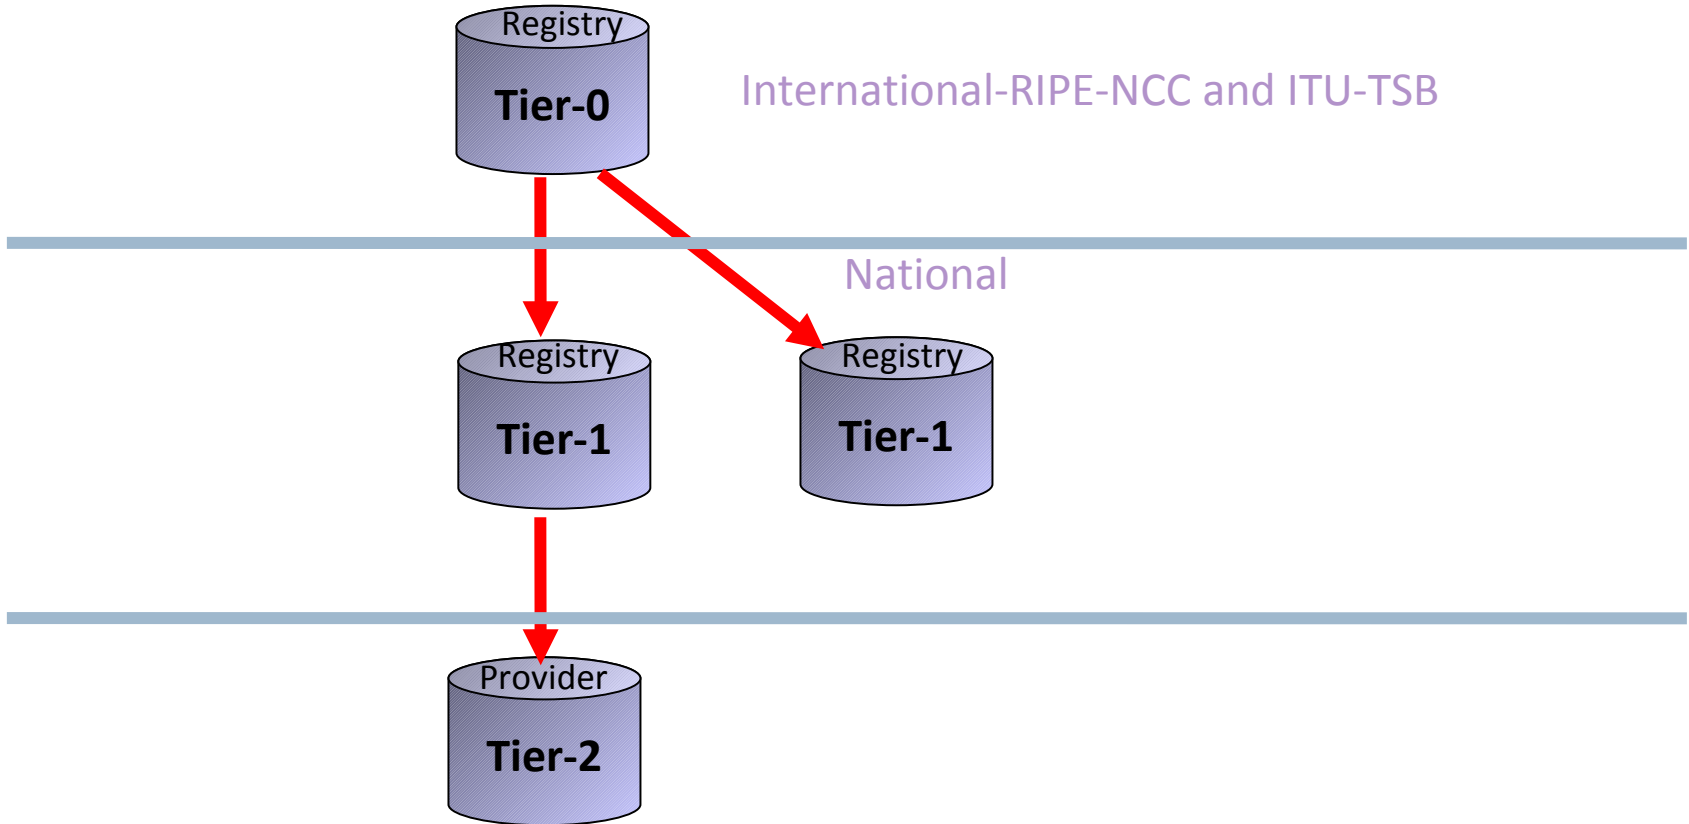 Registry
Tier-0
International-RIPE-NCC and ITU-TSB
National
Registry
Tier-1
Registry
Tier-1
Provider
Tier-2